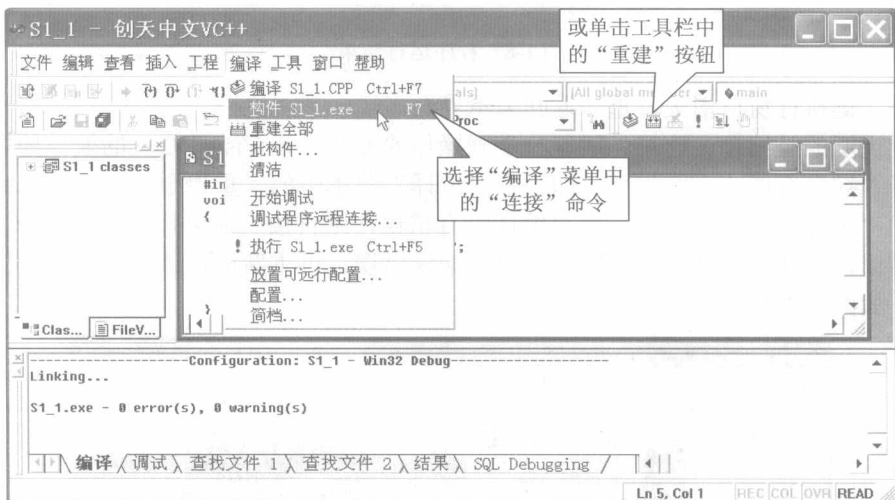 S1_1 - 创天中文VC++
或单击工具栏中
的“重建”按钮
文件 编辑 查看 插入 工程 编译 工具 窗口 整助
编译 S1_1.CPP Ctrl+F7
als]
[All global member
main
构件 S1_1.exe F7
Proc
重建全部
批构件...
清洁
开始调试
调试程序远程连接...
执行 S1_1.exe Ctrl+F5
放置可远行配置...
配置...
简档...
选择“编译”菜单中
的“连接”命令
S1_1 classes
S1
#in
voi
{
";
}
Clas... FileV...
--------------------Configuration: S1_1 - Win32 Debug--------------------
Linking...
S1_1.exe - 0 error(s), 0 warning(s)
编译 调试 查找文件 1 查找文件 2 结果 SQL Debugging
Ln 5, Col 1 REC COL OVR READ